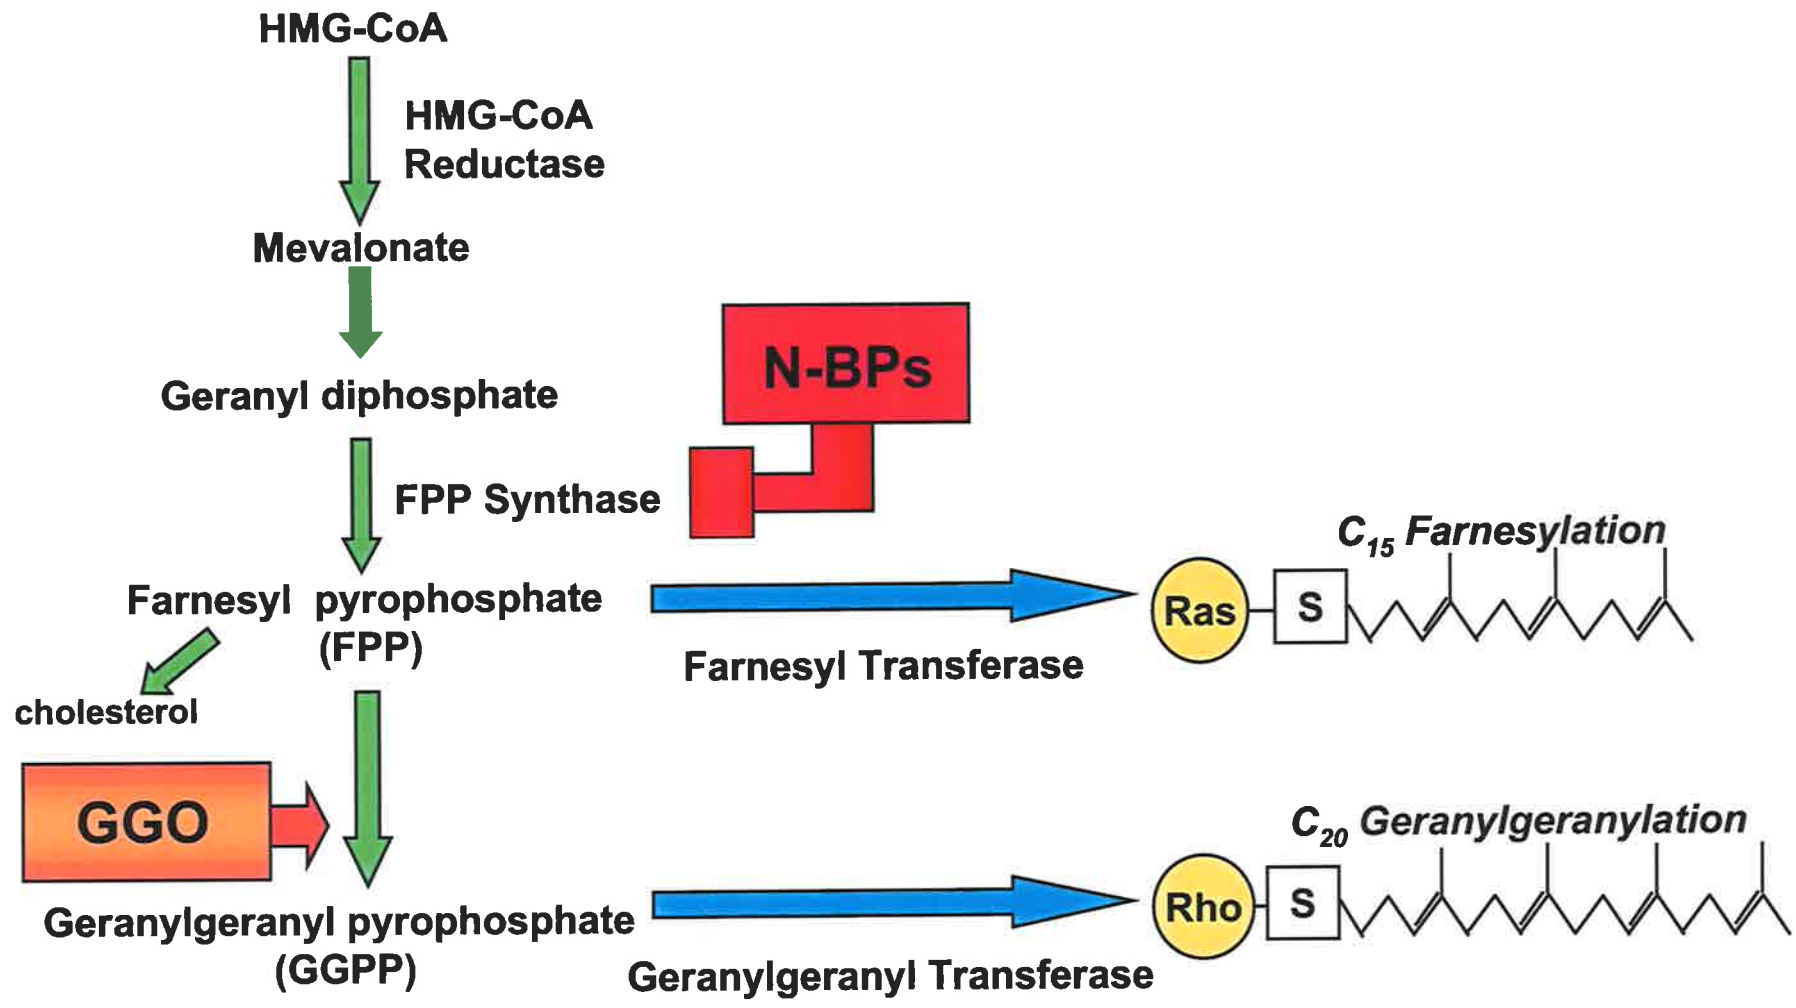 HMG-CoA
HMG-CoA
Reductase
Mevalonate
Geranyl diphosphate
N-BPs
FPP Synthase
C15 Farnesylation
Farnesyl pyrophosphate
(FPP)
Ras
S
Farnesyl Transferase
cholesterol
GGO
C20 Geranylgeranylation
Geranylgeranyl pyrophosphate
(GGPP)
Rho
S
Geranylgeranyl Transferase